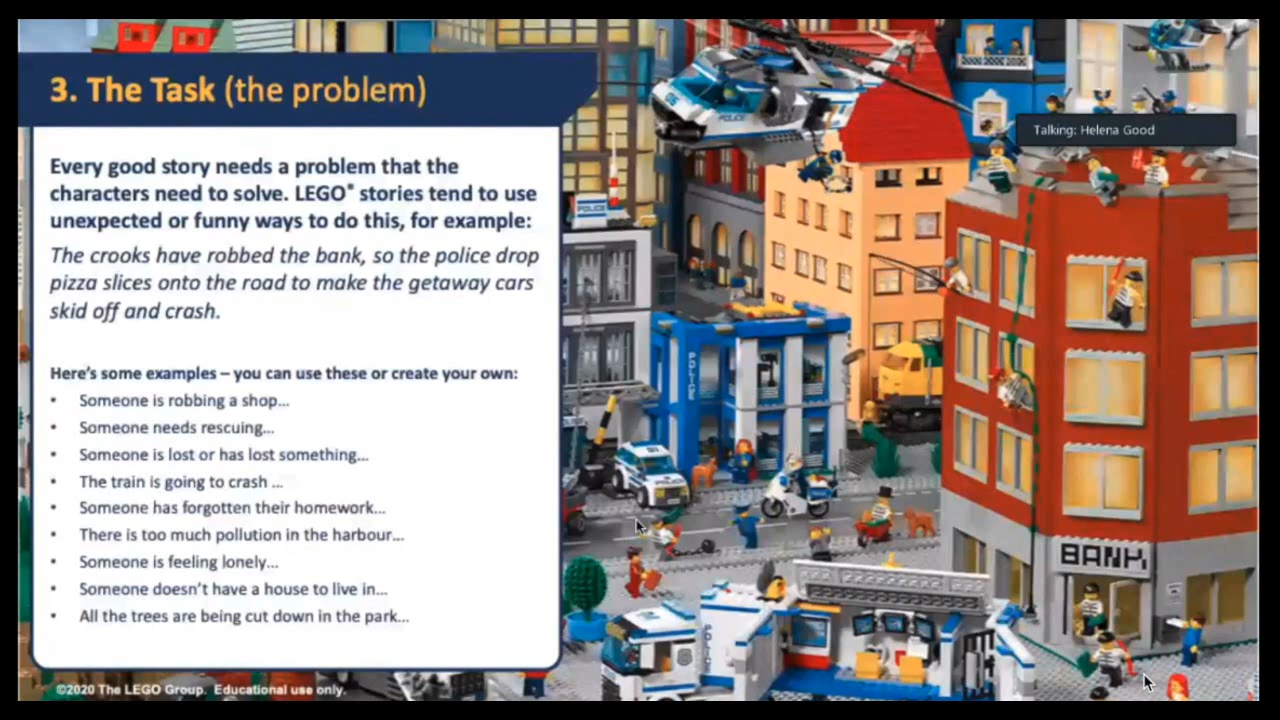 3. The Task (the problem)
Talking: Helena Good
Every good story needs a problem that the
characters need to solve. LEGO® stories tend to use
unexpected or funny ways to do this, for example:
The crooks have robbed the bank, so the police drop
pizza slices onto the road to make the getaway cars
skid off and crash.
Here's some examples – you can use these or create your own:
• Someone is robbing a shop...
• Someone needs rescuing...
• Someone is lost or has lost something...
• The train is going to crash ...
• Someone has forgotten their homework...
• There is too much pollution in the harbour...
• Someone is feeling lonely...
• Someone doesn't have a house to live in...
• All the trees are being cut down in the park...
©2020 The LEGO Group. Educational use only.
POLICE
POLICE
POLICE
BANK
POLICE